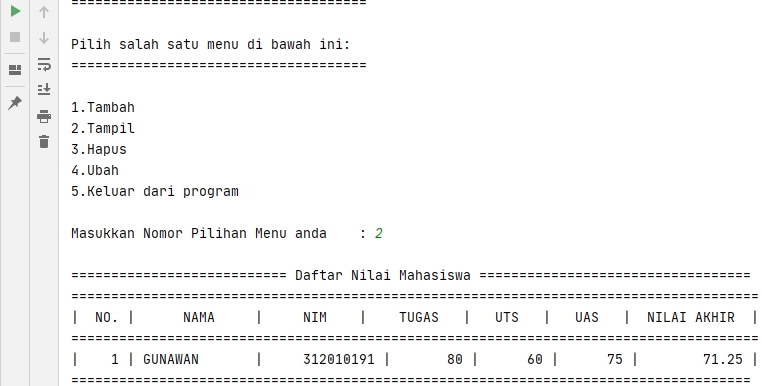 =====================================
Pilih salah satu menu di bawah ini:
=====================================
1.Tambah
2.Tampil
3.Hapus
4.Ubah
5.Keluar dari program
Masukkan Nomor Pilihan Menu anda    : 2
=========================== Daftar Nilai Mahasiswa ==================================
======================================================================================
|  NO. |      NAMA     |     NIM    |    TUGAS   |   UTS   |   UAS   |  NILAI AKHIR  |
======================================================================================
|    1 | GUNAWAN       |     312010191 |       80 |      60 |      75 |        71.25 |
=====================================================================================